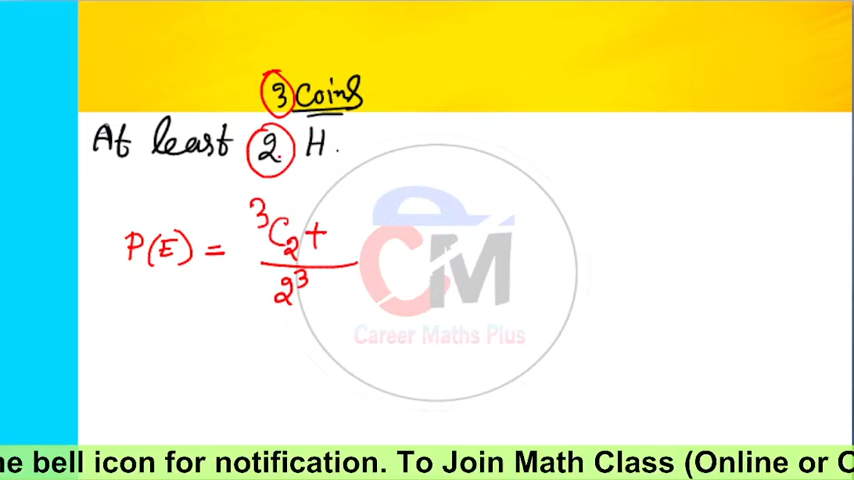 3 Coins
At least 2 H.
P(E) = ³C₂ +
2³
CM
Career Maths Plus
he bell icon for notification. To Join Math Class (Online or O